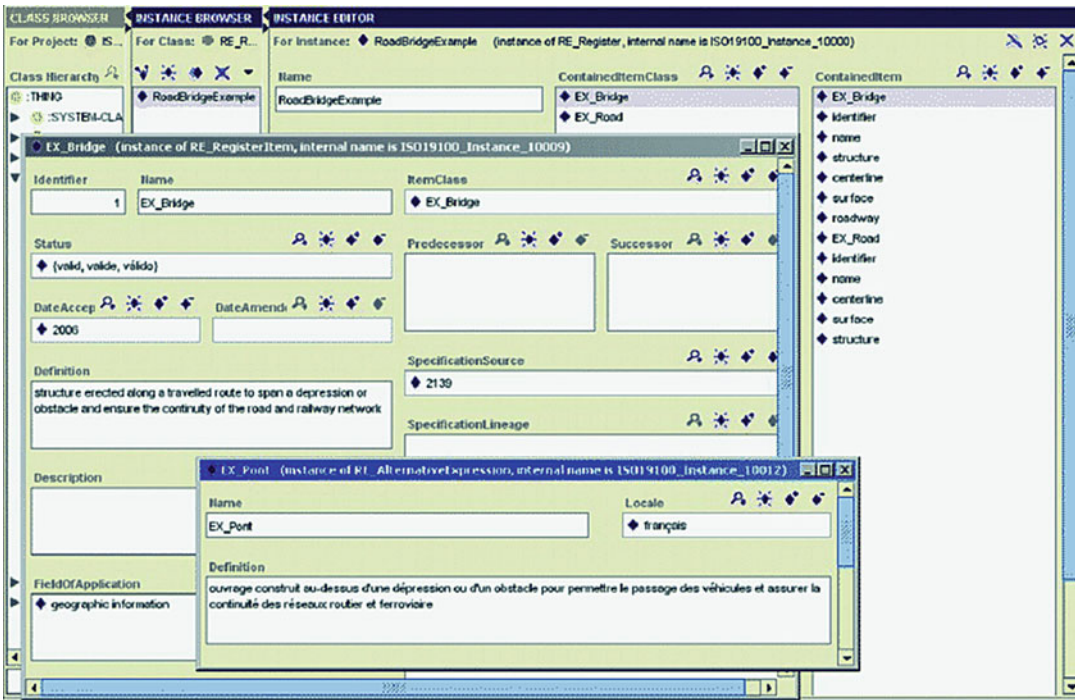 CLASS BROWSER
INSTANCE BROWSER
INSTANCE EDITOR
For Project: IS...
For Class: RE_R...
For Instance: RoadBridgeExample (instance of RE_Register, internal name is ISO19100_Instance_10000)
Class Hierarchy
:THING
:SYSTEM-CLA
RoadBridgeExample
Name
RoadBridgeExample
ContainedItemClass
EX_Bridge
EX_Road
ContainedItem
EX_Bridge
identifier
name
structure
centerline
surface
roadway
EX_Road
identifier
name
centerline
surface
structure
EX_Bridge (instance of RE_RegisterItem, internal name is ISO19100_Instance_10009)
Identifier
1
Name
EX_Bridge
ItemClass
EX_Bridge
Status
{valid, valide, válido}
Predecessor
Successor
DateAccep
2006
DateAmende
Definition
structure erected along a travelled route to span a depression or
obstacle and ensure the continuity of the road and railway network
SpecificationSource
2139
SpecificationLineage
Description
FieldOfApplication
geographic information
EX_Pont (instance of RE_AlternativeExpression, internal name is ISO19100_Instance_10012)
Name
EX_Pont
Locale
français
Definition
ouvrage construit au-dessus d'une dépression ou d'un obstacle pour permettre le passage des véhicules et assurer la
continuité des réseaux routier et ferroviaire